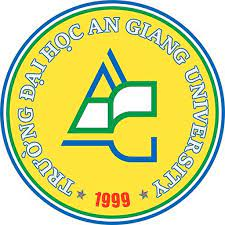 TRƯỜNG ĐẠI HỌC AN GIANG UNIVERSITY
1999